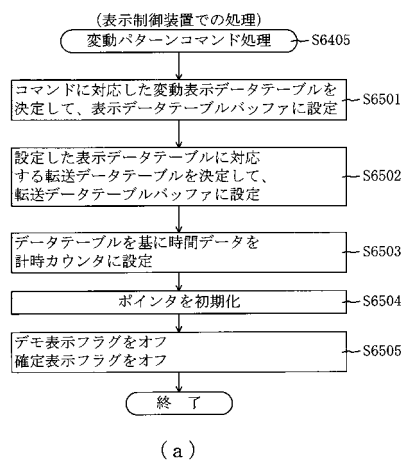 (表示制御装置での処理)
変動パターンコマンド処理
S6405
コマンドに対応した変動表示データテーブルを
決定して、表示データテーブルバッファに設定
S6501
設定した表示データテーブルに対応
する転送データテーブルを決定して、
転送データテーブルバッファに設定
S6502
データテーブルを基に時間データを
計時カウンタに設定
S6503
ポインタを初期化
S6504
デモ表示フラグをオフ
確定表示フラグをオフ
S6505
終 了
(a)